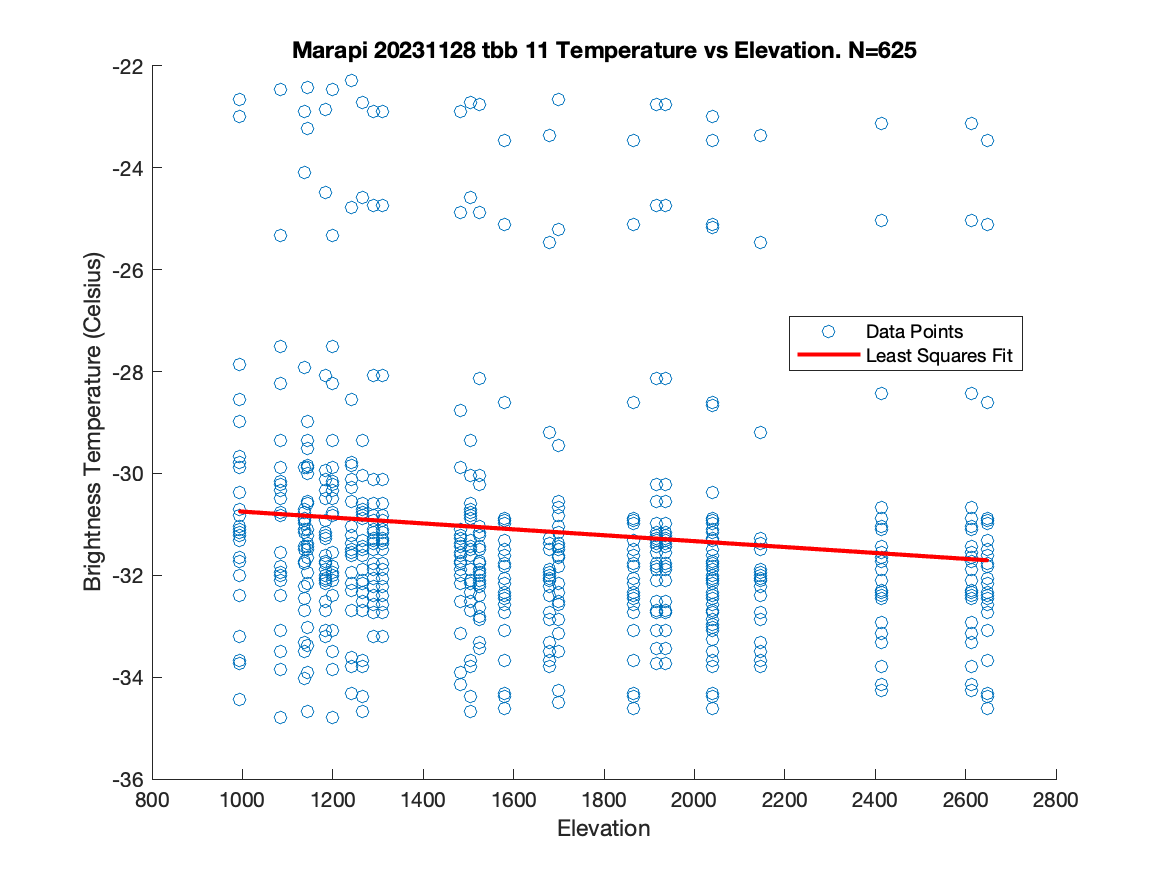 Marapi 20231128 tbb 11 Temperature vs Elevation. N=625
-22
-24
-26
-28
-30
-32
-34
-36
Brightness Temperature (Celsius)
Data Points
Least Squares Fit
800 1000 1200 1400 1600 1800 2000 2200 2400 2600 2800
Elevation